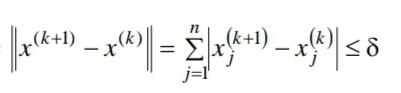 ‖x^(k+1) − x^(k)‖ = Σ_{j=1}^{n} |x_j^(k+1) − x_j^(k)| ≤ δ